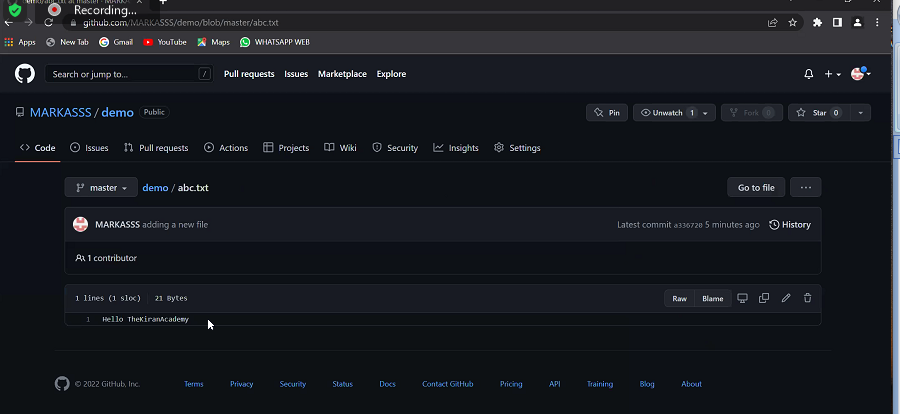 Recording...
github.com/MARKASSS/demo/blob/master/abc.txt
Apps New Tab Gmail YouTube Maps WHATSAPP WEB
Search or jump to... / Pull requests Issues Marketplace Explore
MARKASSS / demo Public Pin Unwatch 1 Fork 0 Star 0
Code Issues Pull requests Actions Projects Wiki Security Insights Settings
master demo / abc.txt Go to file ...
MARKASSS adding a new file Latest commit a336720 5 minutes ago History
1 contributor
1 lines (1 sloc) 21 Bytes Raw Blame
1 Hello TheKiranAcademy
© 2022 GitHub, Inc. Terms Privacy Security Status Docs Contact GitHub Pricing API Training Blog About